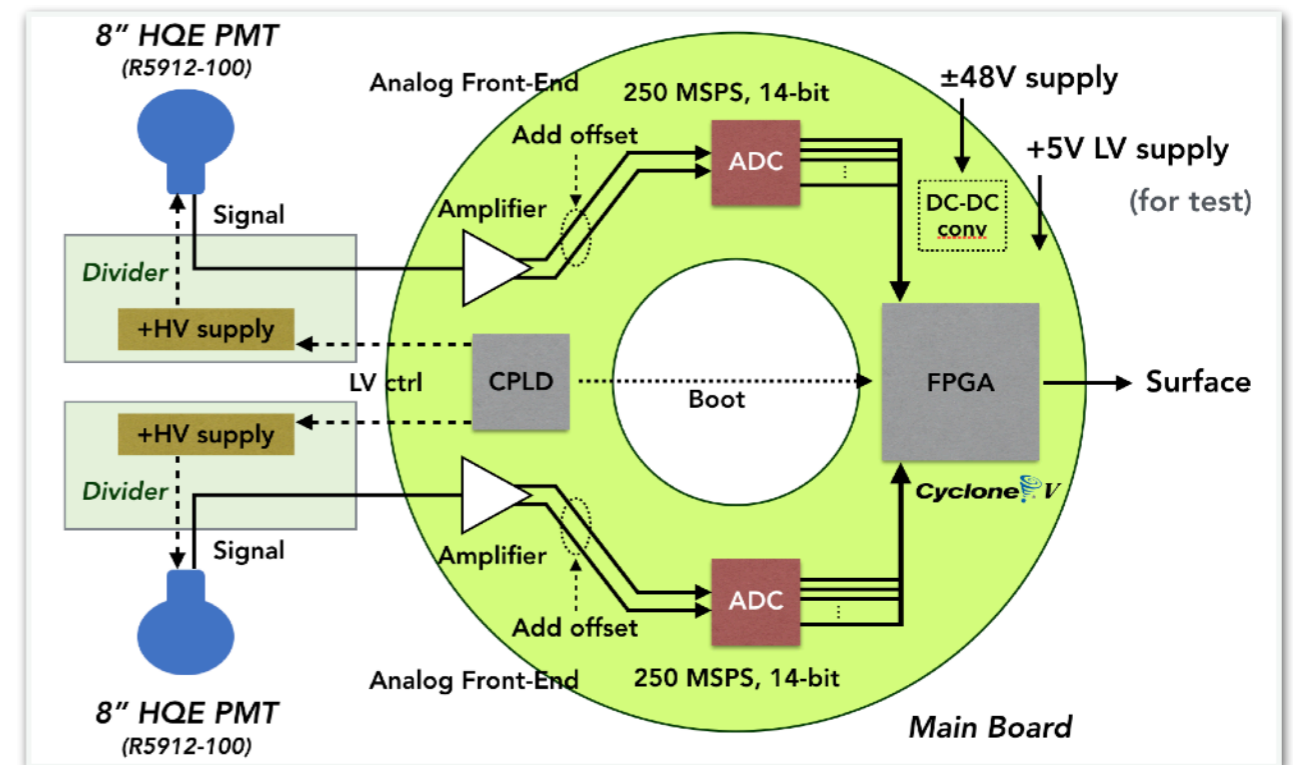 8” HQE PMT
(R5912-100)
Analog Front-End
250 MSPS, 14-bit
±48V supply
Add offset
ADC
+5V LV supply
(for test)
Signal
Amplifier
DC-DC
conv
Divider
+HV supply
LV ctrl
CPLD
Boot
FPGA
Surface
+HV supply
Divider
Cyclone V
Signal
Amplifier
ADC
Add offset
Analog Front-End
250 MSPS, 14-bit
8” HQE PMT
(R5912-100)
Main Board